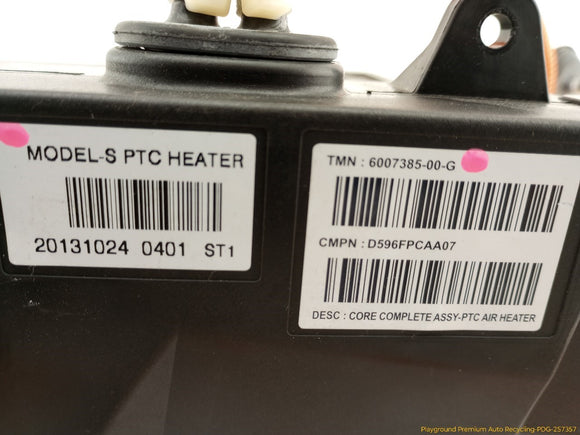 MODEL-S PTC HEATER
20131024 0401 ST1
TMN : 6007385-00-G
CMPN : D596FPCAA07
DESC : CORE COMPLETE ASSY-PTC AIR HEATER
Playground Premium Auto Recycling-PDG-257357